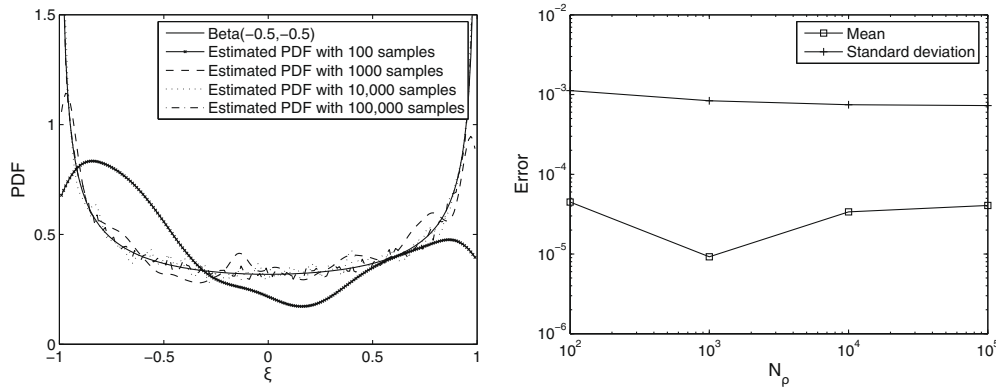 1.5
1
0.5
0
PDF
−1
−0.5
0
0.5
1
ξ
Beta(−0.5,−0.5)
Estimated PDF with 100 samples
Estimated PDF with 1000 samples
Estimated PDF with 10,000 samples
Estimated PDF with 100,000 samples
10−2
10−3
10−4
10−5
10−6
Error
102
103
104
105
Nρ
Mean
Standard deviation